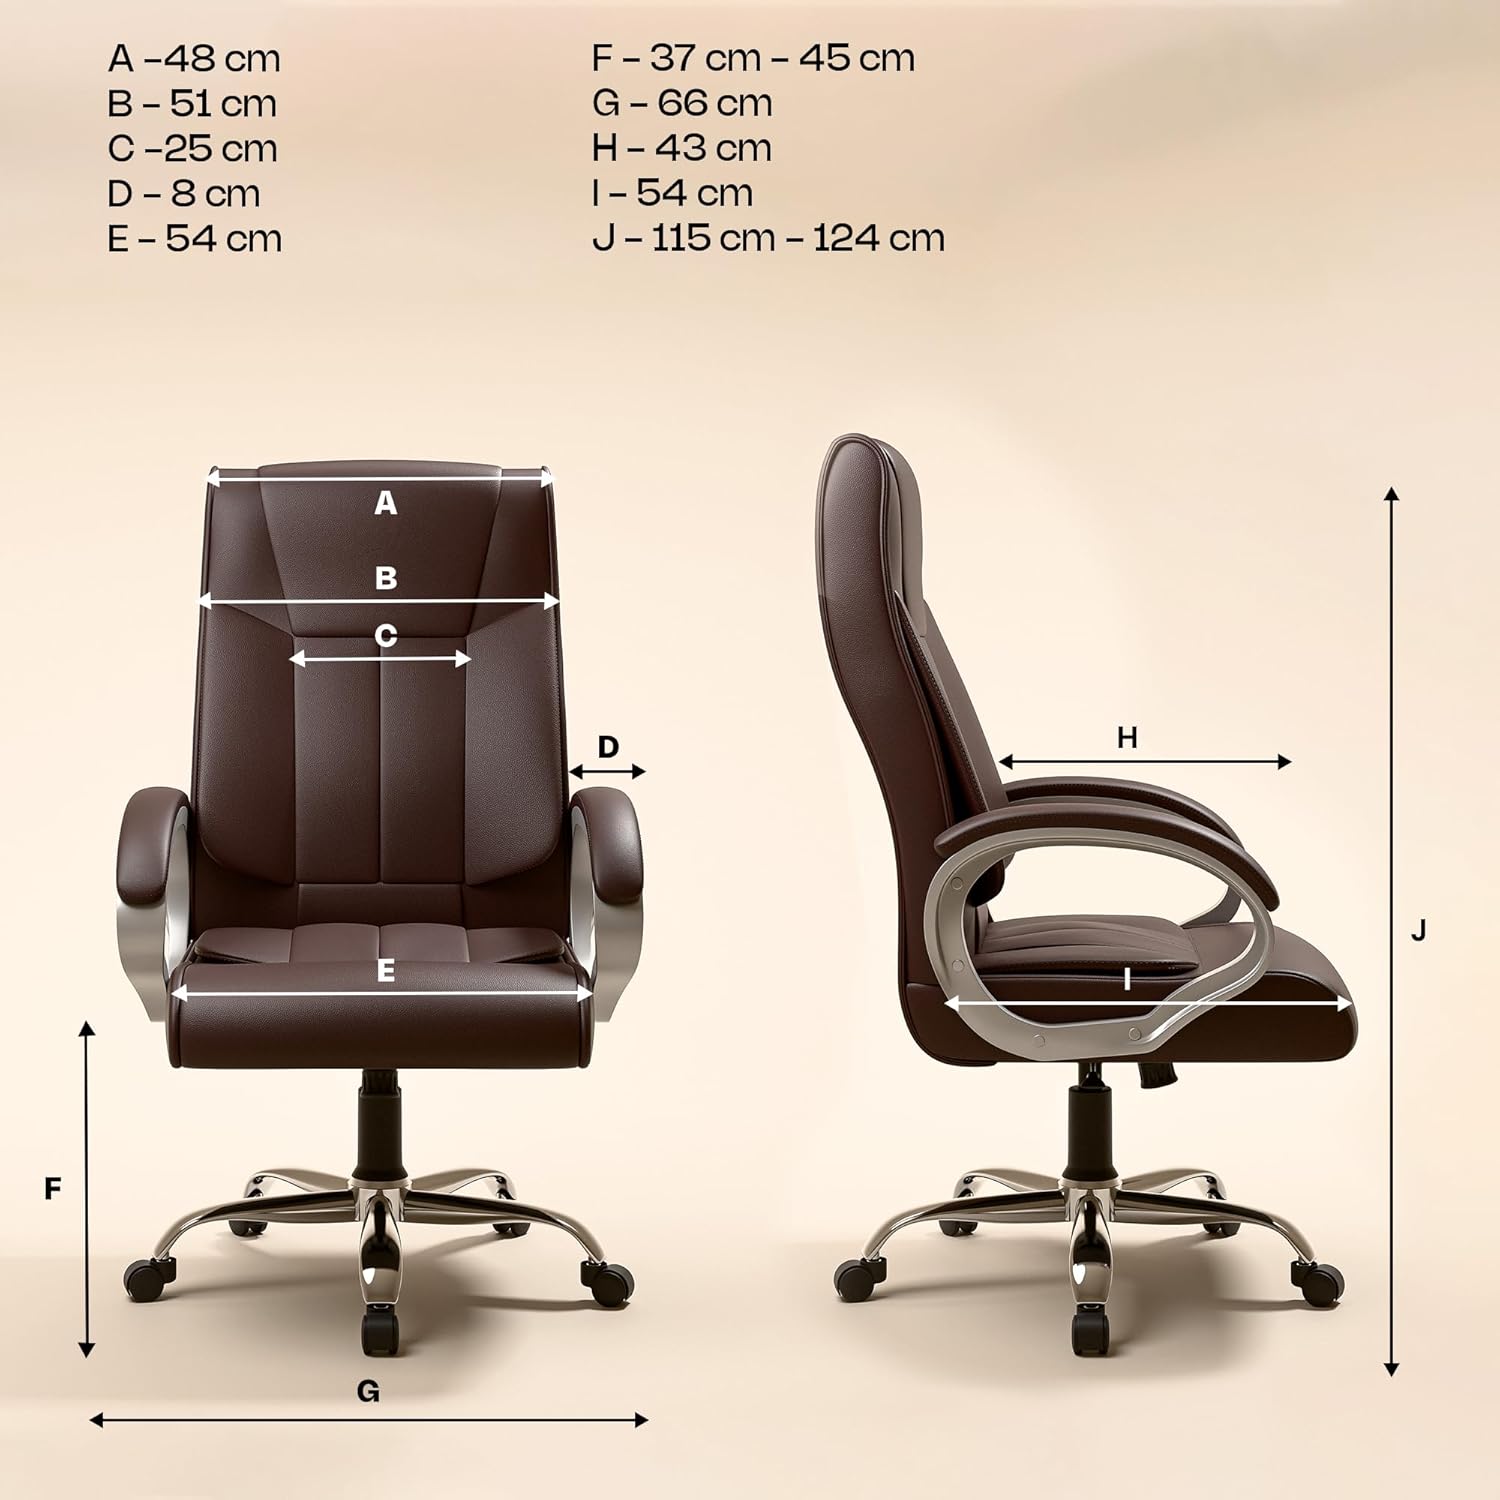 A –48 cm
B – 51 cm
C –25 cm
D – 8 cm
E – 54 cm
F – 37 cm – 45 cm
G – 66 cm
H – 43 cm
I – 54 cm
J – 115 cm – 124 cm
A
B
C
D
E
F
G
H
I
J